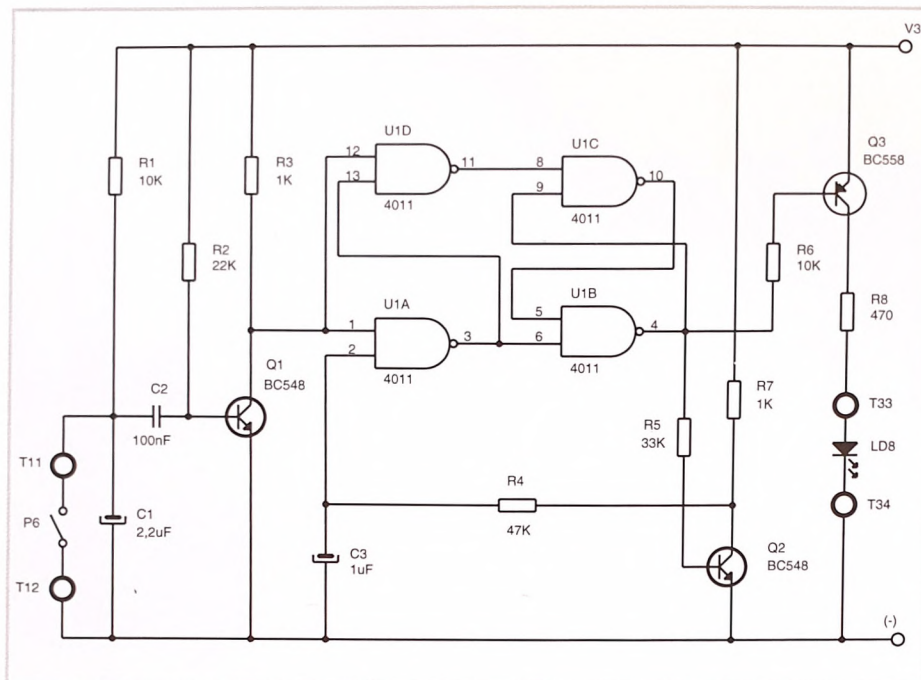 V3
R1
10K
R2
22K
R3
1K
U1D
12
13
11
4011
U1C
8
9
10
4011
Q3
BC558
R6
10K
R8
470
U1A
1
2
3
4011
U1B
5
6
4
4011
Q1
BC548
C2
100nF
R7
1K
R5
33K
T33
LD8
T34
T11
P6
T12
C1
2,2uF
C3
1uF
R4
47K
Q2
BC548
(-)